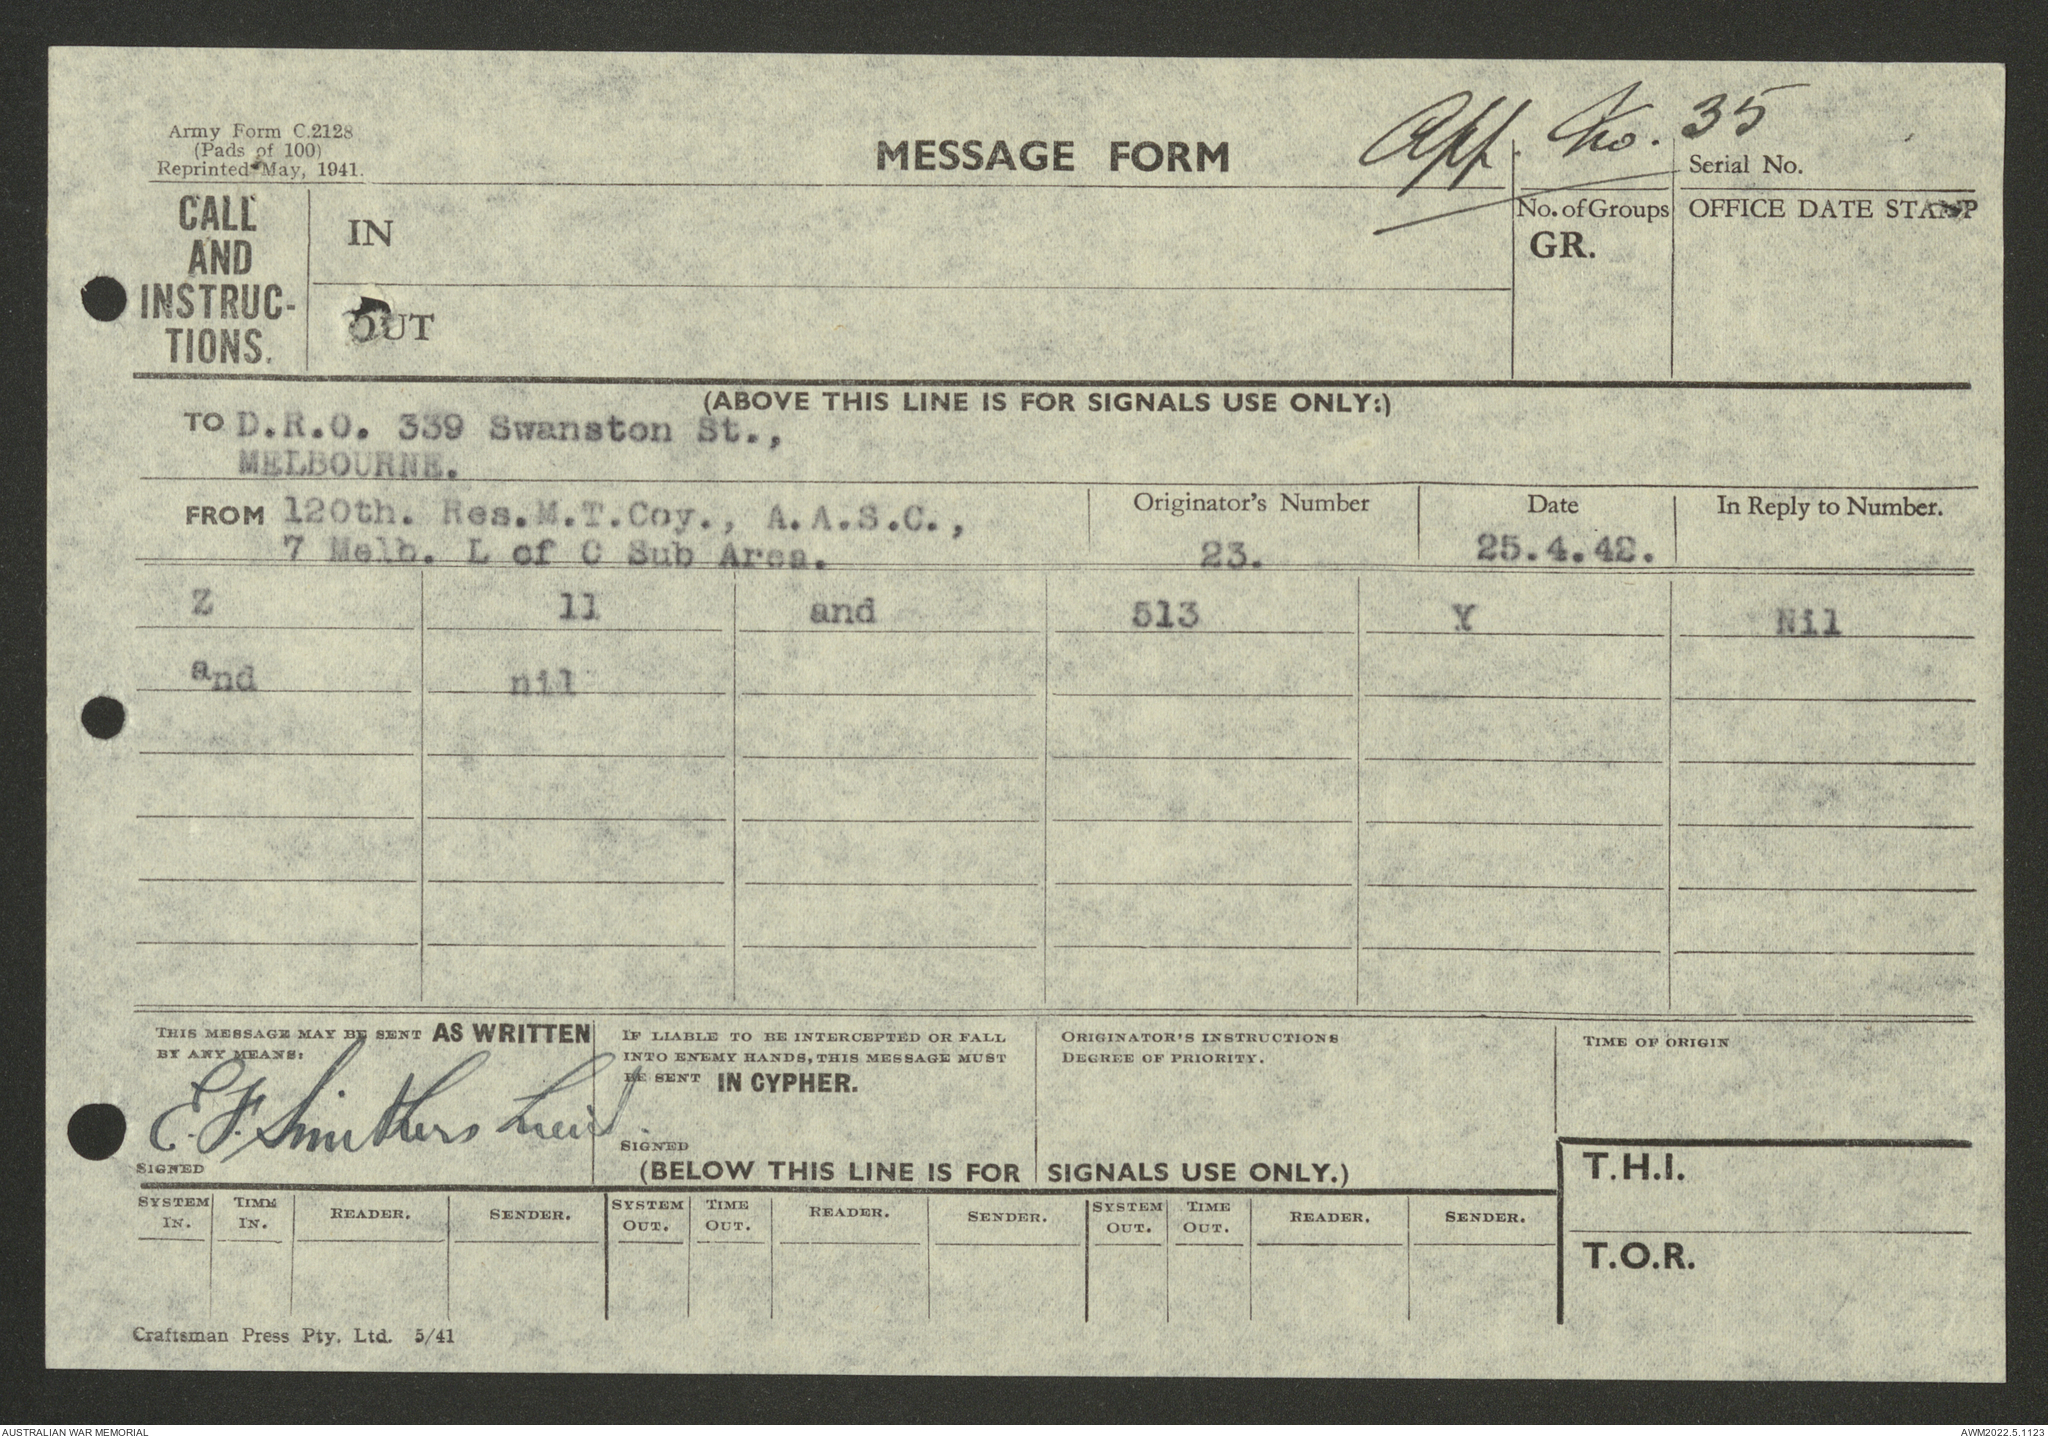 App. No. 35
Army Form C.2128
(Pads of 100)
Reprinted May, 1941.
MESSAGE FORM
Serial No.
CALL
AND
INSTRUC-
TIONS.
IN
OUT
No. of Groups
GR.
OFFICE DATE STAMP
(ABOVE THIS LINE IS FOR SIGNALS USE ONLY:)
TO D.R.O. 339 Swanston St.,
MELBOURNE.
FROM 120th. Res.M.T.Coy., A.A.S.C.,
7 Melb. L of C Sub Area.
Originator's Number
23.
Date
25.4.42.
In Reply to Number.
Z 11 and 513 Y Nil
and nil
THIS MESSAGE MAY BE SENT AS WRITTEN
BY ANY MEANS:
E.F. Smithers Lieut.
SIGNED
IF LIABLE TO BE INTERCEPTED OR FALL
INTO ENEMY HANDS, THIS MESSAGE MUST
BE SENT IN CYPHER.
SIGNED
ORIGINATOR'S INSTRUCTIONS
DEGREE OF PRIORITY.
TIME OF ORIGIN
(BELOW THIS LINE IS FOR SIGNALS USE ONLY.)
T.H.I.
T.O.R.
SYSTEM IN. TIME IN. READER. SENDER. SYSTEM OUT. TIME OUT. READER. SENDER. SYSTEM OUT. TIME OUT. READER. SENDER.
Craftsman Press Pty. Ltd. 5/41
AUSTRALIAN WAR MEMORIAL
AWM2022.5.1123